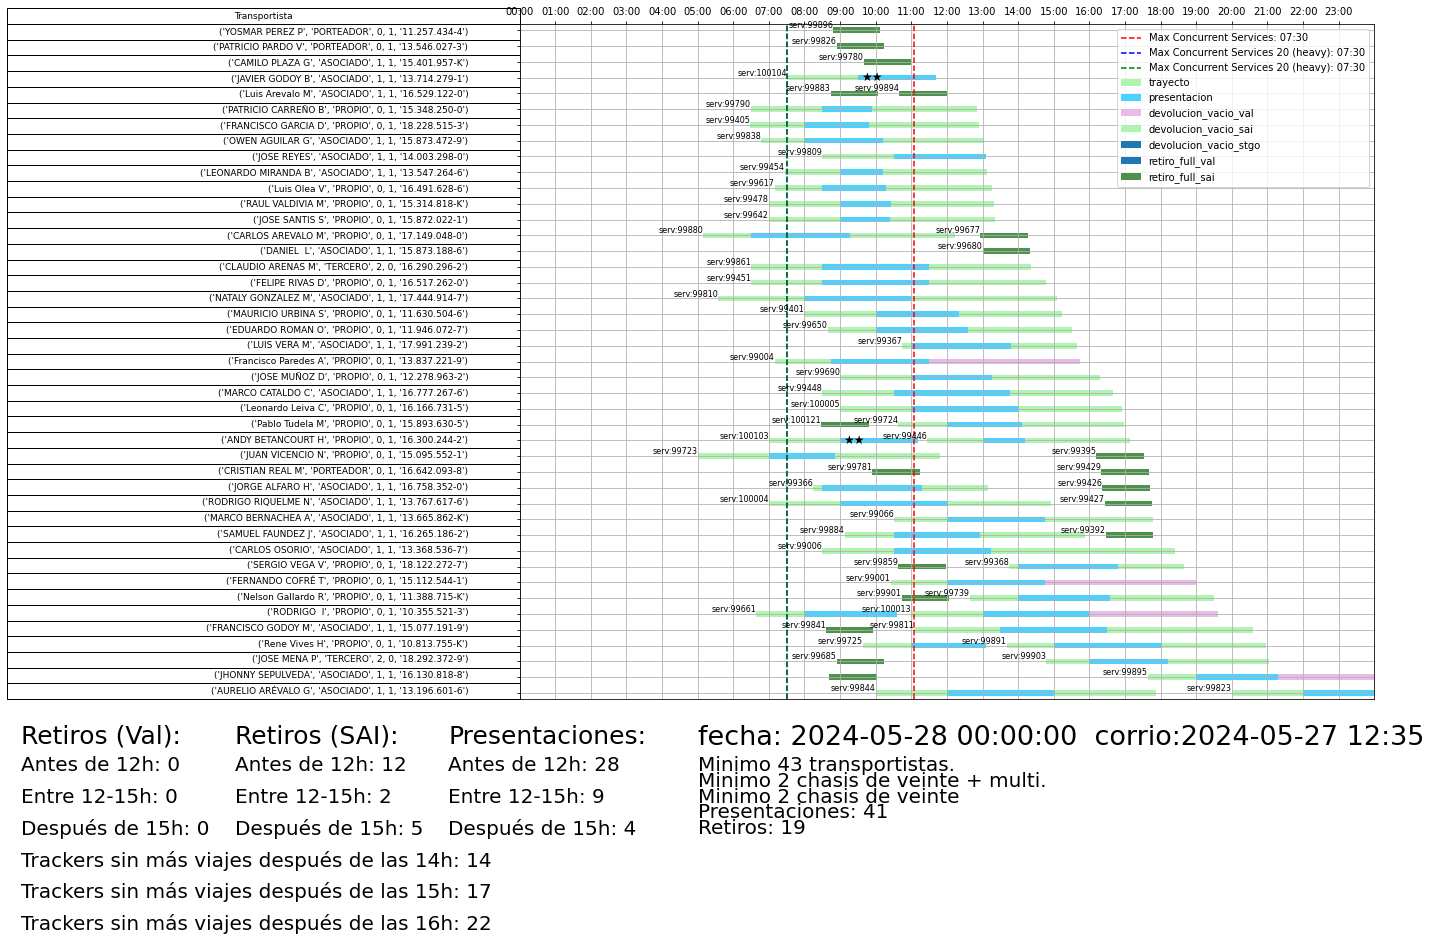 Transportista
00:00 01:00 02:00 03:00 04:00 05:00 06:00 07:00 08:00 09:00 10:00 11:00 12:00 13:00 14:00 15:00 16:00 17:00 18:00 19:00 20:00 21:00 22:00 23:00
Max Concurrent Services: 07:30
Max Concurrent Services 20 (heavy): 07:30
Max Concurrent Services 20 (heavy): 07:30
trayecto
presentacion
devolucion_vacio_val
devolucion_vacio_sai
devolucion_vacio_stgo
retiro_full_val
retiro_full_sai
('YOSMAR PEREZ P', 'PORTEADOR', 0, 1, '11.257.434-4') serv:99896
('PATRICIO PARDO V', 'PORTEADOR', 0, 1, '13.546.027-3') serv:99826
('CAMILO PLAZA G', 'ASOCIADO', 1, 1, '15.401.957-K') serv:99780
('JAVIER GODOY B', 'ASOCIADO', 1, 1, '13.714.279-1') serv:100104
('Luis Arevalo M', 'ASOCIADO', 1, 1, '16.529.122-0') serv:99883 serv:99894
('PATRICIO CARREÑO B', 'PROPIO', 0, 1, '15.348.250-0') serv:99790
('FRANCISCO GARCIA D', 'PROPIO', 0, 1, '18.228.515-3') serv:99405
('OWEN AGUILAR G', 'ASOCIADO', 1, 1, '15.873.472-9') serv:99838
('JOSE REYES', 'ASOCIADO', 1, 1, '14.003.298-0') serv:99809
('LEONARDO MIRANDA B', 'ASOCIADO', 1, 1, '13.547.264-6') serv:99454
('Luis Olea V', 'PROPIO', 0, 1, '16.491.628-6') serv:99617
('RAUL VALDIVIA M', 'PROPIO', 0, 1, '15.314.818-K') serv:99478
('JOSE SANTIS S', 'PROPIO', 0, 1, '15.872.022-1') serv:99642
('CARLOS AREVALO M', 'PROPIO', 0, 1, '17.149.048-0') serv:99880 serv:99677
('DANIEL  L', 'ASOCIADO', 1, 1, '15.873.188-6') serv:99680
('CLAUDIO ARENAS M', 'TERCERO', 2, 0, '16.290.296-2') serv:99861
('FELIPE RIVAS D', 'PROPIO', 0, 1, '16.517.262-0') serv:99451
('NATALY GONZALEZ M', 'ASOCIADO', 1, 1, '17.444.914-7') serv:99810
('MAURICIO URBINA S', 'PROPIO', 0, 1, '11.630.504-6') serv:99401
('EDUARDO ROMAN O', 'PROPIO', 0, 1, '11.946.072-7') serv:99650
('LUIS VERA M', 'ASOCIADO', 1, 1, '17.991.239-2') serv:99367
('Francisco Paredes A', 'PROPIO', 0, 1, '13.837.221-9') serv:99004
('JOSE MUÑOZ D', 'PROPIO', 0, 1, '12.278.963-2') serv:99690
('MARCO CATALDO C', 'ASOCIADO', 1, 1, '16.777.267-6') serv:99448
('Leonardo Leiva C', 'PROPIO', 0, 1, '16.166.731-5') serv:100005
('Pablo Tudela M', 'PROPIO', 0, 1, '15.893.630-5') serv:100121 serv:99724
('ANDY BETANCOURT H', 'PROPIO', 0, 1, '16.300.244-2') serv:100103 serv:99446
('JUAN VICENCIO N', 'PROPIO', 0, 1, '15.095.552-1') serv:99723 serv:99395
('CRISTIAN REAL M', 'PORTEADOR', 0, 1, '16.642.093-8') serv:99781 serv:99429
('JORGE ALFARO H', 'ASOCIADO', 1, 1, '16.758.352-0') serv:99366 serv:99426
('RODRIGO RIQUELME N', 'ASOCIADO', 1, 1, '13.767.617-6') serv:100004 serv:99427
('MARCO BERNACHEA A', 'ASOCIADO', 1, 1, '13.665.862-K') serv:99066
('SAMUEL FAUNDEZ J', 'ASOCIADO', 1, 1, '16.265.186-2') serv:99884 serv:99392
('CARLOS OSORIO', 'ASOCIADO', 1, 1, '13.368.536-7') serv:99006
('SERGIO VEGA V', 'PROPIO', 0, 1, '18.122.272-7') serv:99859 serv:99368
('FERNANDO COFRÉ T', 'PROPIO', 0, 1, '15.112.544-1') serv:99001
('Nelson Gallardo R', 'PROPIO', 0, 1, '11.388.715-K') serv:99901 serv:99739
('RODRIGO  I', 'PROPIO', 0, 1, '10.355.521-3') serv:99661 serv:100013
('FRANCISCO GODOY M', 'ASOCIADO', 1, 1, '15.077.191-9') serv:99841 serv:99811
('Rene Vives H', 'PROPIO', 0, 1, '10.813.755-K') serv:99725 serv:99891
('JOSE MENA P', 'TERCERO', 2, 0, '18.292.372-9') serv:99685 serv:99903
('JHONNY SEPULVEDA', 'ASOCIADO', 1, 1, '16.130.818-8') serv:99895
('AURELIO ARÉVALO G', 'ASOCIADO', 1, 1, '13.196.601-6') serv:99844 serv:99823
Retiros (Val): Retiros (SAI): Presentaciones: fecha: 2024-05-28 00:00:00  corrio:2024-05-27 12:35
Antes de 12h: 0 Antes de 12h: 12 Antes de 12h: 28 Minimo 43 transportistas.
Minimo 2 chasis de veinte + multi.
Entre 12-15h: 0 Entre 12-15h: 2 Entre 12-15h: 9 Minimo 2 chasis de veinte
Presentaciones: 41
Después de 15h: 0 Después de 15h: 5 Después de 15h: 4 Retiros: 19
Trackers sin más viajes después de las 14h: 14
Trackers sin más viajes después de las 15h: 17
Trackers sin más viajes después de las 16h: 22